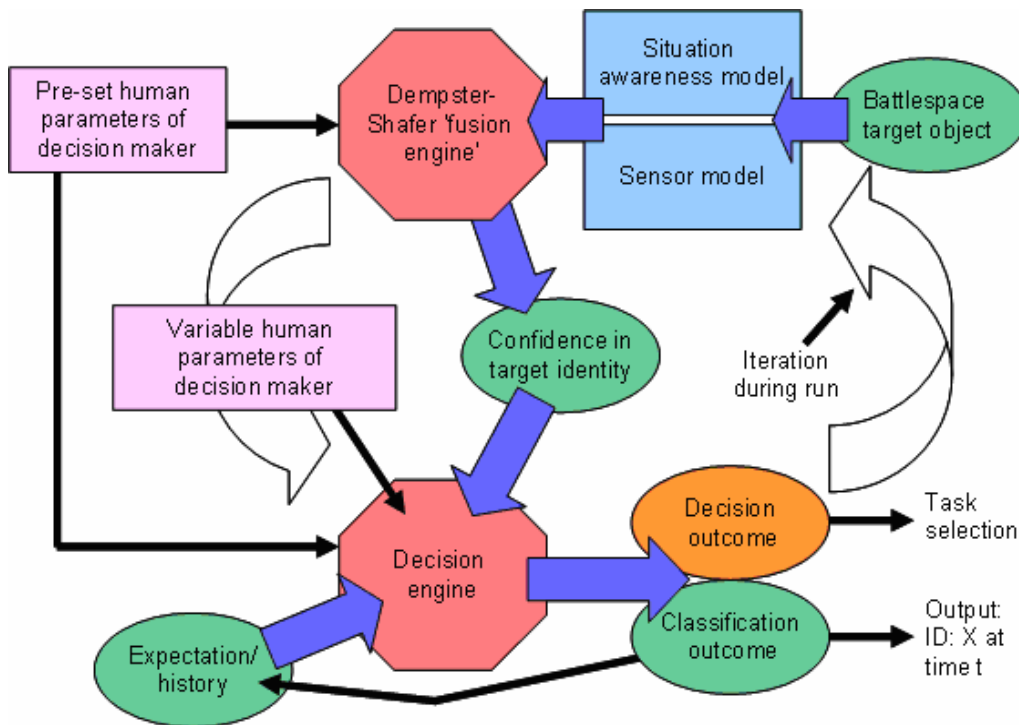 Pre-set human
parameters of
decision maker
Dempster-
Shafer 'fusion
engine'
Situation
awareness model
Sensor model
Battlespace
target object
Variable human
parameters of
decision maker
Confidence in
target identity
Iteration
during run
Decision
engine
Decision
outcome
Task
selection
Expectation/
history
Classification
outcome
Output:
ID: X at
time t